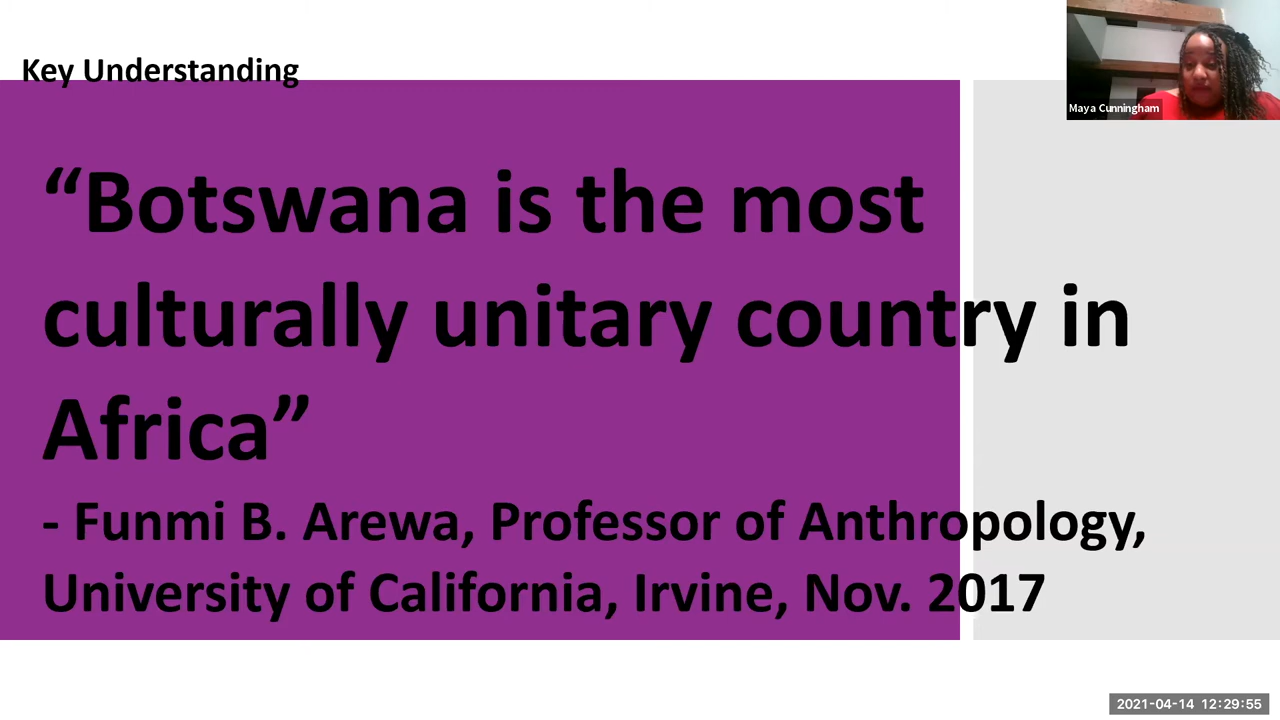 Key Understanding
Maya Cunningham
“Botswana is the most
culturally unitary country in
Africa”
- Funmi B. Arewa, Professor of Anthropology,
University of California, Irvine, Nov. 2017
2021-04-14 12:29:55